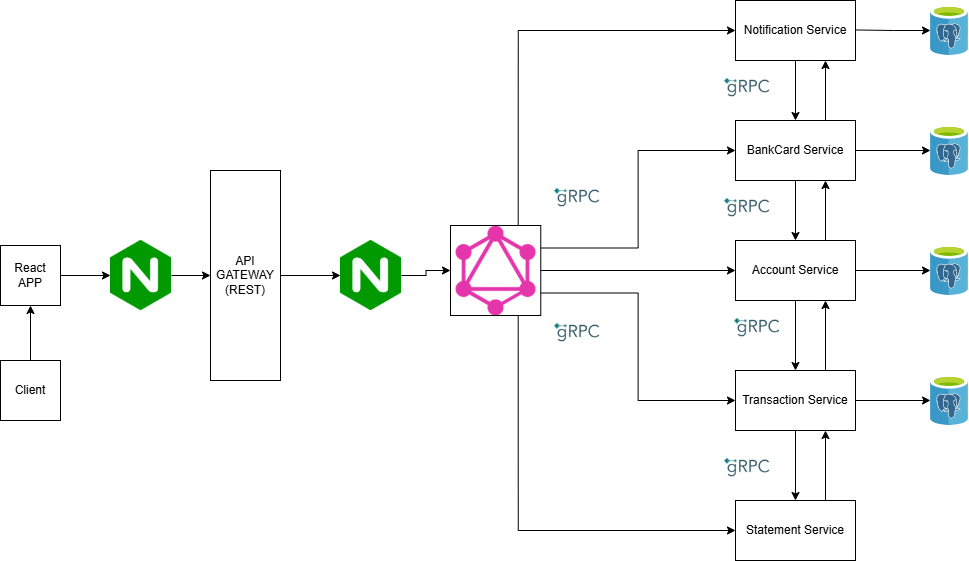 Notification Service
gRPC
BankCard Service
gRPC
gRPC
React
APP
N
API
GATEWAY
(REST)
N
Account Service
gRPC
gRPC
Client
Transaction Service
gRPC
Statement Service